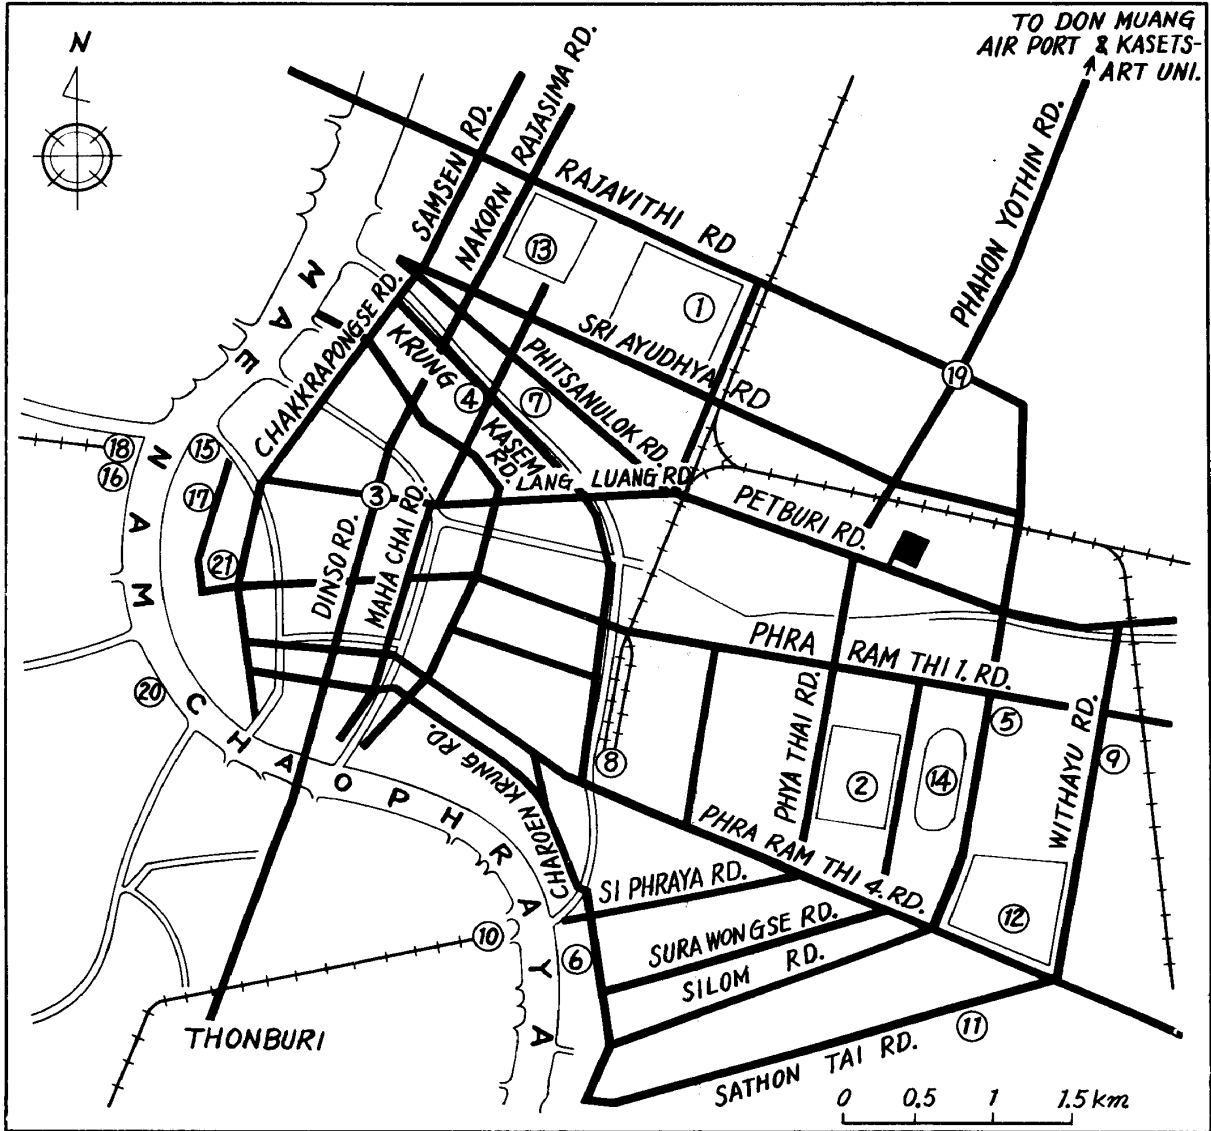 TO DON MUANG
AIR PORT & KASETS-
ART UNI.
N
SAMSEN RD.
NAKORN RAJASIMA RD.
RAJAVITHI RD
PHAHON YOTHIN RD.
13
1
CHAKKRAPONGSE RD.
SRI AYUDHYA RD
PHITSANULOK RD.
KRUNG KASEM RD.
4
7
19
LANG LUANG RD
PETBURI RD.
MAE NAM CHAO PHRAYA
18
16
15
17
3
21
DINSO RD.
MAHA CHAI RD.
PHRA RAM THI 1. RD.
20
PHYA THAI RD.
5
WITHAYU RD.
9
8
2
14
CHAROEN KRUNG RD.
PHRA RAM THI 4. RD.
SI PHRAYA RD.
12
10
6
SURAWONGSE RD.
SILOM RD.
11
SATHON TAI RD.
THONBURI
0 0.5 1 1.5 km